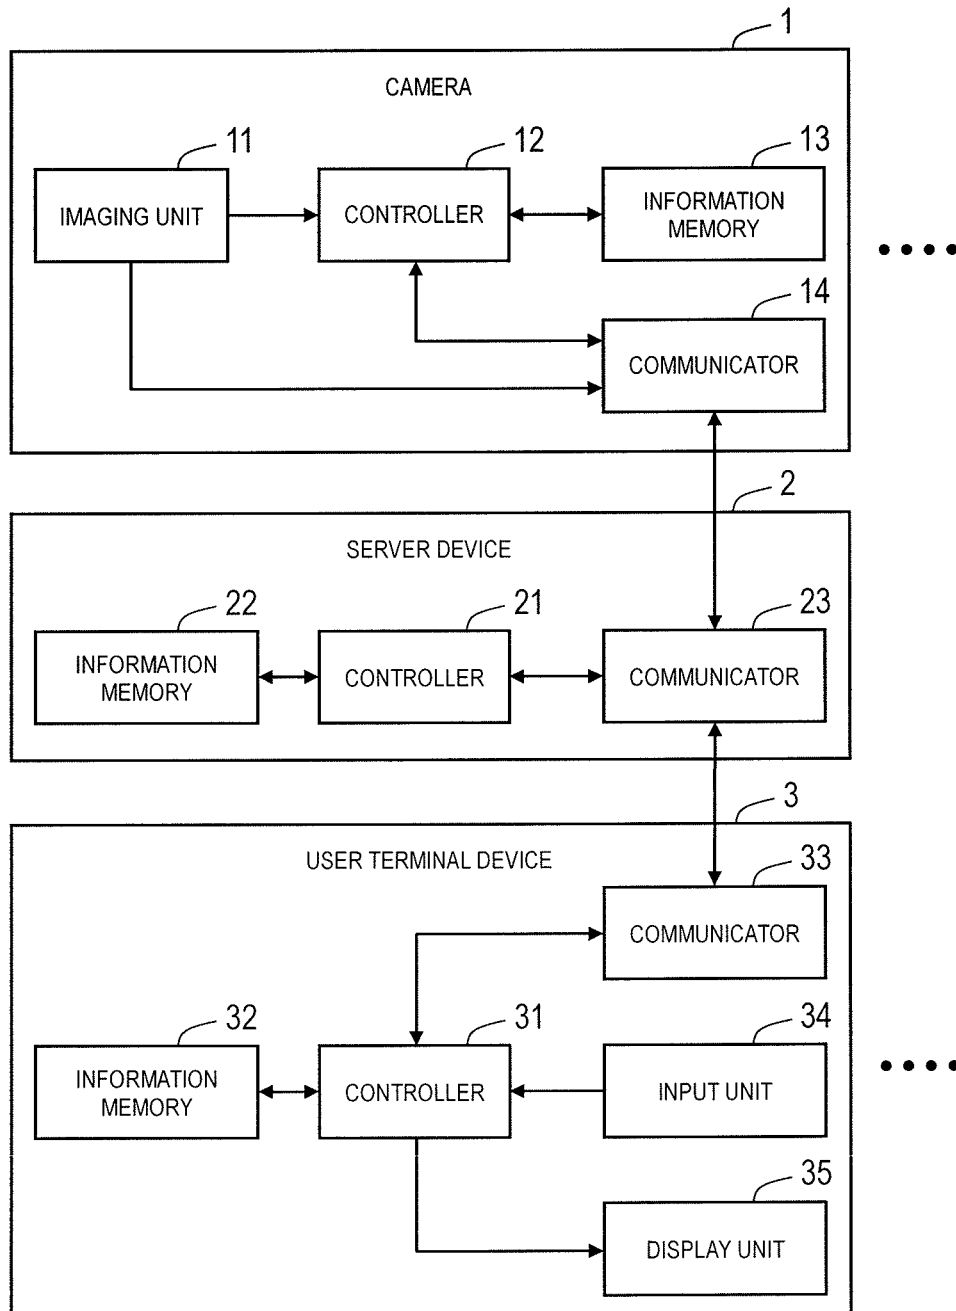 1
CAMERA
11
12
13
IMAGING UNIT
CONTROLLER
INFORMATION
MEMORY
14
COMMUNICATOR
2
SERVER DEVICE
22
21
23
INFORMATION
MEMORY
CONTROLLER
COMMUNICATOR
3
USER TERMINAL DEVICE
33
COMMUNICATOR
32
31
34
INFORMATION
MEMORY
CONTROLLER
INPUT UNIT
35
DISPLAY UNIT